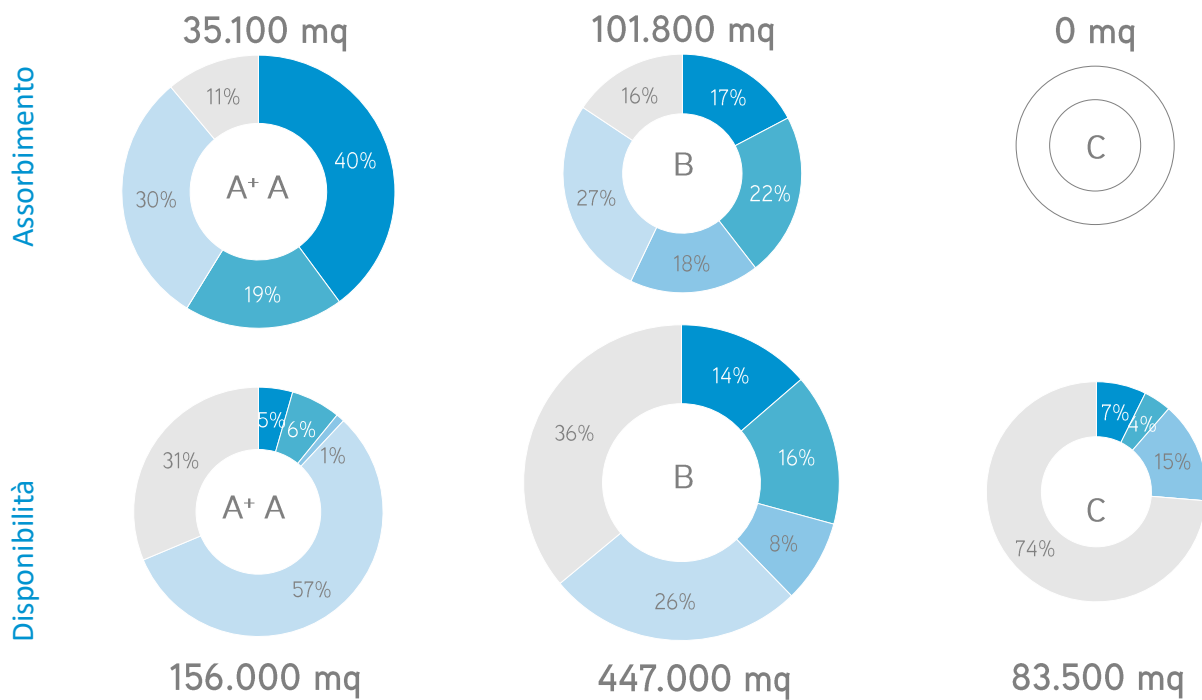 35.100 mq
101.800 mq
0 mq
Assorbimento
11%
40%
30%
19%
A+ A
16%
17%
27%
22%
18%
B
C
Disponibilità
5%
6%
1%
31%
57%
A+ A
14%
36%
16%
8%
26%
B
7%
4%
15%
74%
C
156.000 mq
447.000 mq
83.500 mq